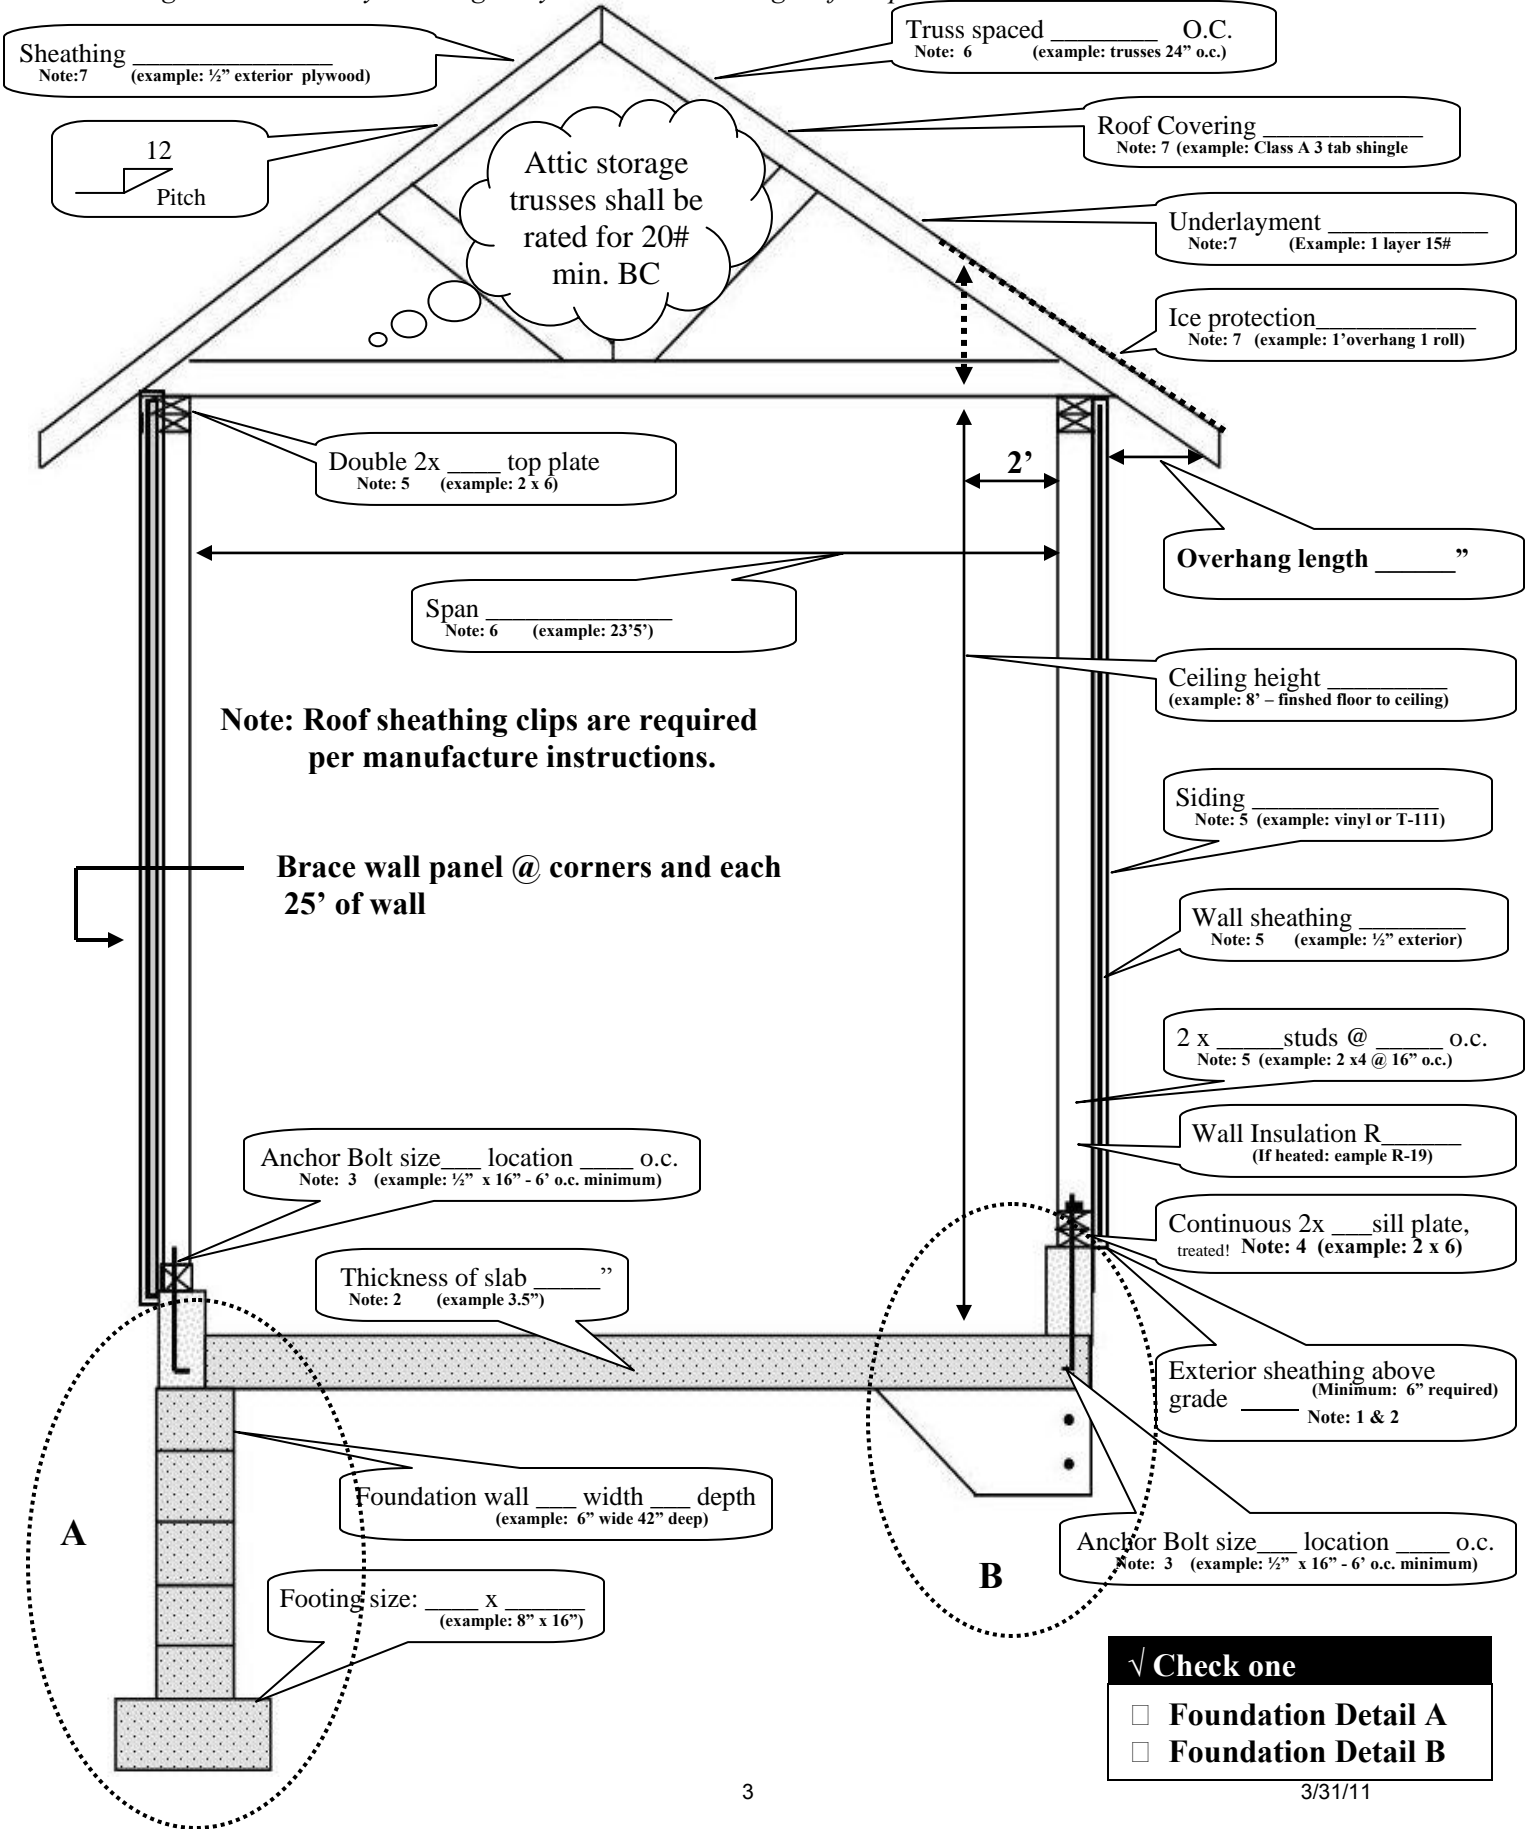 Sheathing _______________
Note:7 (example: ½” exterior plywood)
Truss spaced ________ O.C.
Note: 6 (example: trusses 24” o.c.)
12
Pitch
Attic storage
trusses shall be
rated for 20#
min. BC
Roof Covering ____________
Note: 7 (example: Class A 3 tab shingle
Underlayment ____________
Note:7 (Example: 1 layer 15#
Ice protection____________
Note: 7 (example: 1’overhang 1 roll)
Double 2x ____ top plate
Note: 5 (example: 2 x 6)
2’
Overhang length ______”
Span ______________
Note: 6 (example: 23’5’)
Ceiling height _________
(example: 8’ – finshed floor to ceiling)
Note: Roof sheathing clips are required
per manufacture instructions.
Siding ______________
Note: 5 (example: vinyl or T-111)
Brace wall panel @ corners and each
25’ of wall
Wall sheathing ________
Note: 5 (example: ½” exterior)
2 x _____studs @ _____ o.c.
Note: 5 (example: 2 x4 @ 16” o.c.)
Wall Insulation R______
(If heated: eample R-19)
Anchor Bolt size___ location ____ o.c.
Note: 3 (example: ½” x 16” - 6’ o.c. minimum)
Continuous 2x ___sill plate,
treated! Note: 4 (example: 2 x 6)
Thickness of slab _____”
Note: 2 (example 3.5”)
Exterior sheathing above
(Minimum: 6” required)
grade ____
Note: 1 & 2
Foundation wall ___ width ___ depth
(example: 6” wide 42” deep)
A
Anchor Bolt size___ location ____ o.c.
Note: 3 (example: ½” x 16” - 6’ o.c. minimum)
B
Footing size: ____ x ______
(example: 8” x 16”)
√ Check one
□ Foundation Detail A
□ Foundation Detail B
3
3/31/11